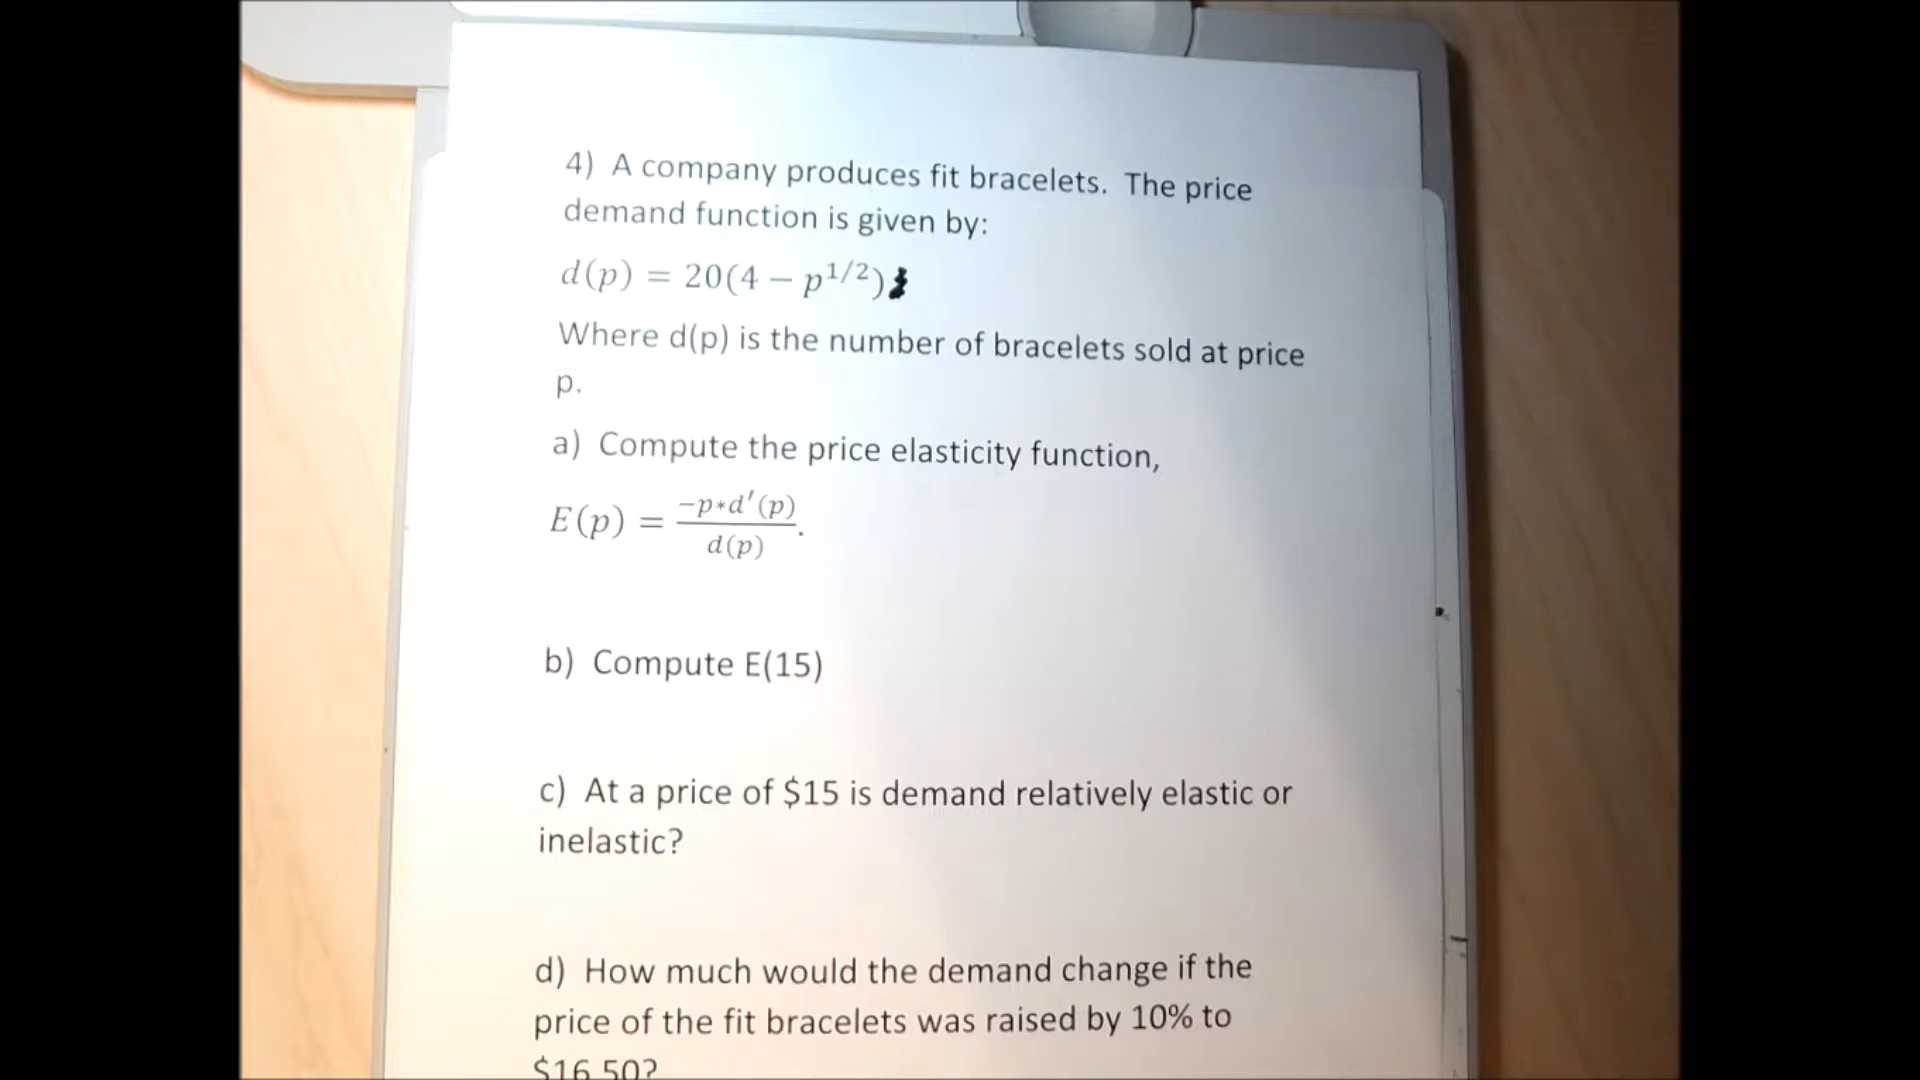 4) A company produces fit bracelets. The price
demand function is given by:
d(p) = 20(4 − p^{1/2})
Where d(p) is the number of bracelets sold at price
p.
a) Compute the price elasticity function,
E(p) = \frac{−p*d′(p)}{d(p)}.
b) Compute E(15)
c) At a price of $15 is demand relatively elastic or
inelastic?
d) How much would the demand change if the
price of the fit bracelets was raised by 10% to
$16.50?